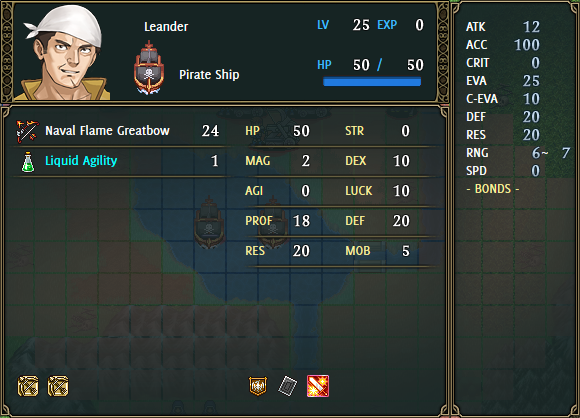 Leander
LV 25 EXP 0
Pirate Ship
HP 50 / 50
Naval Flame Greatbow 24
Liquid Agility 1
HP 50 STR 0
MAG 2 DEX 10
AGI 0 LUCK 10
PROF 18 DEF 20
RES 20 MOB 5
ATK 12
ACC 100
CRIT 0
EVA 25
C-EVA 10
DEF 20
RES 20
RNG 6~ 7
SPD 0
- BONDS -